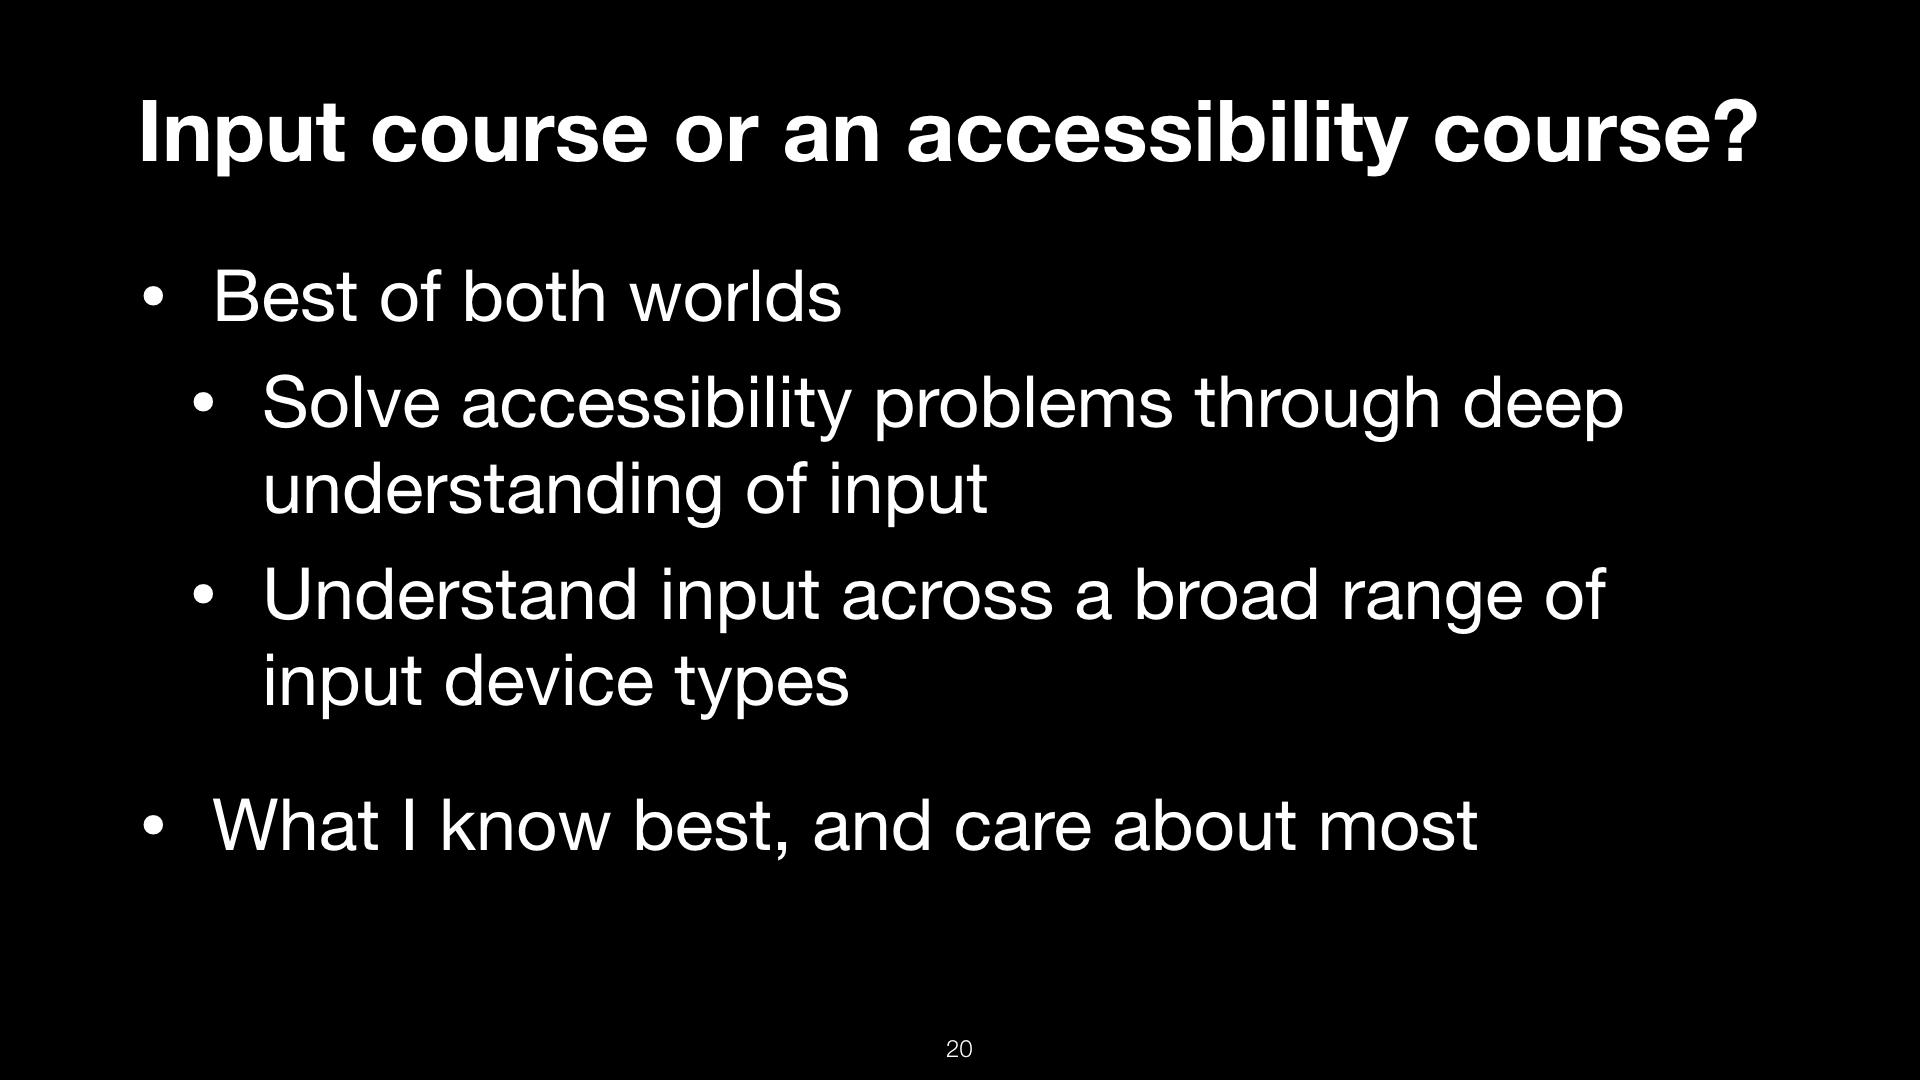 Input course or an accessibility course?
• Best of both worlds
• Solve accessibility problems through deep
understanding of input
• Understand input across a broad range of
input device types
• What I know best, and care about most
20